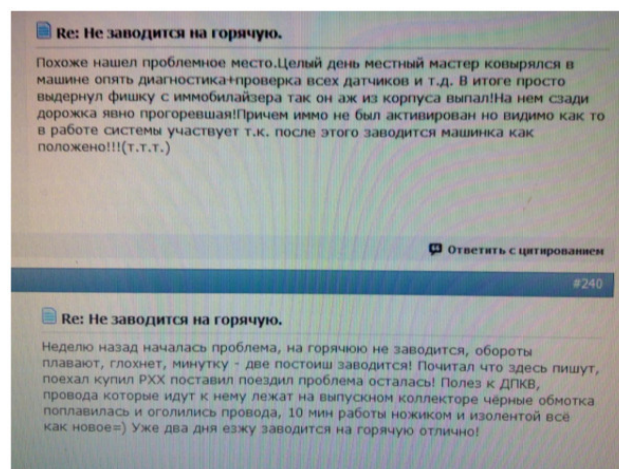 Re: Не заводится на горячую.
Похоже нашел проблемное место.Целый день местный мастер ковырялся в
машине опять диагностика+проверка всех датчиков и т.д. В итоге просто
выдернул фишку с иммобилайзера так он аж из корпуса выпал!На нем сзади
дорожка явно прогоревшая!Причем иммо не был активирован но видимо как то
в работе системы участвует т.к. после этого заводится машинка как
положено!!!(т.т.т.)
Ответить с цитированием
#240
Re: Не заводится на горячую.
Неделю назад началась проблема, на горячюю не заводится, обороты
плавают, глохнет, минутку - две постоиш заводится! Почитал что здесь пишут,
поехал купил РХХ поставил поездил проблема осталась! Полез к ДПКВ,
провода которые идут к нему лежат на выпускном коллекторе чёрные обмотка
поплавилась и оголились провода, 10 мин работы ножиком и изолентой всё
как новое=) Уже два дня езжу заводится на горячую отлично!